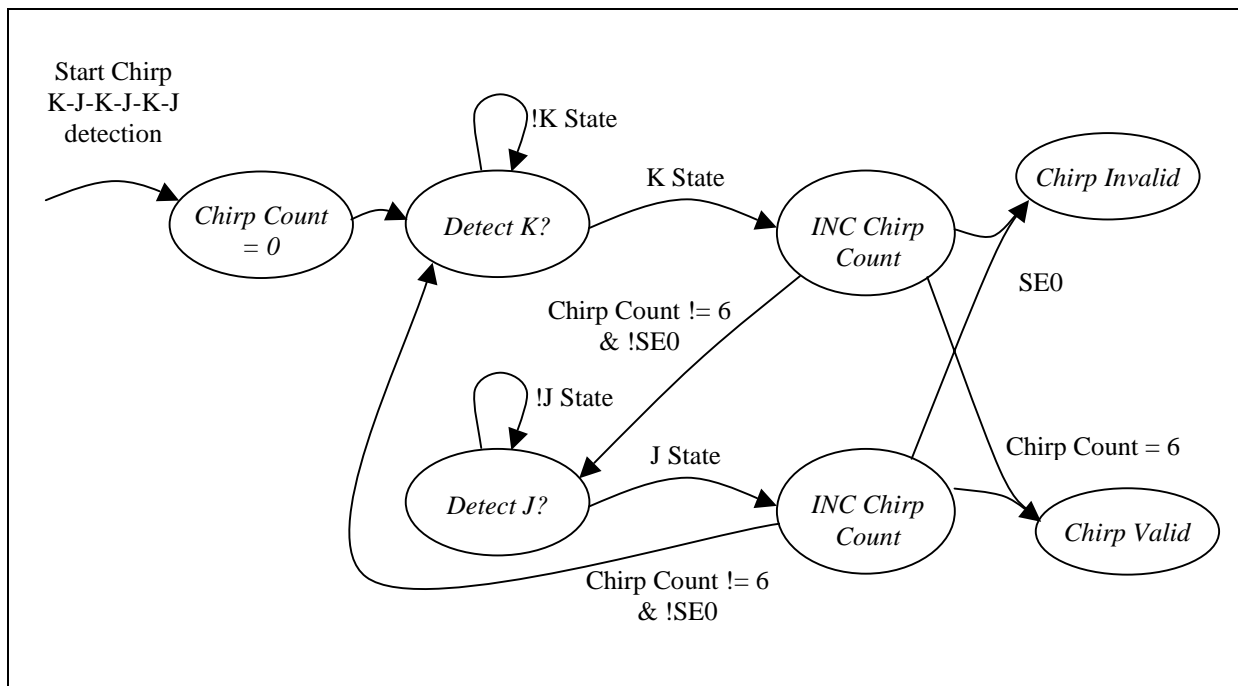 Start Chirp
K-J-K-J-K-J
detection
!K State
K State
Chirp Invalid
Chirp Count
= 0
Detect K?
INC Chirp
Count
SE0
Chirp Count != 6
& !SE0
!J State
J State
Chirp Count = 6
Detect J?
INC Chirp
Count
Chirp Valid
Chirp Count != 6
& !SE0